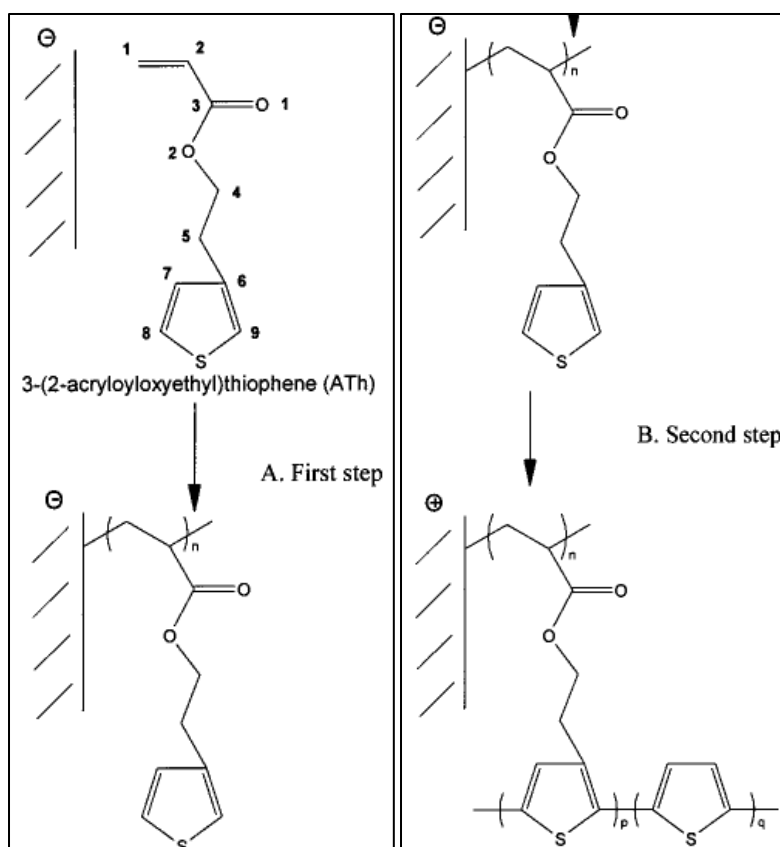 ⊖
1 2
3 O 1
2 O
4
5
7 6
8 9
S
3-(2-acryloyloxyethyl)thiophene (ATh)
A. First step
⊖
( ) n
O
O
S
⊖
( ) n
O
O
S
B. Second step
⊕
( ) n
O
O
( S ) p ( S ) q